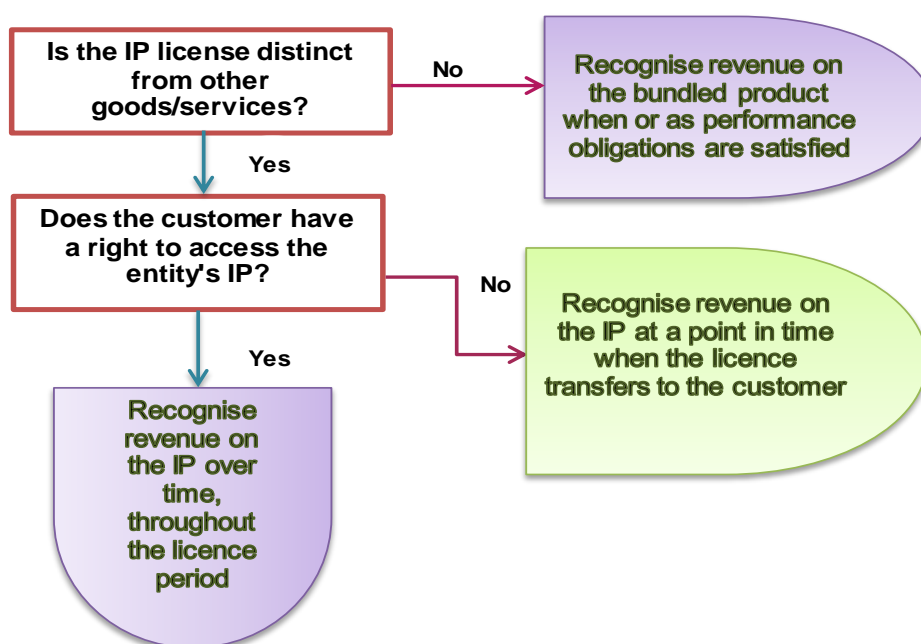 Is the IP license distinct
from other
goods/services?
No
Recognise revenue on
the bundled product
when or as performance
obligations are satisfied
Yes
Does the customer have
a right to access the
entity's IP?
No
Recognise revenue on
the IP at a point in time
when the licence
transfers to the customer
Yes
Recognise
revenue on
the IP over
time,
throughout
the licence
period